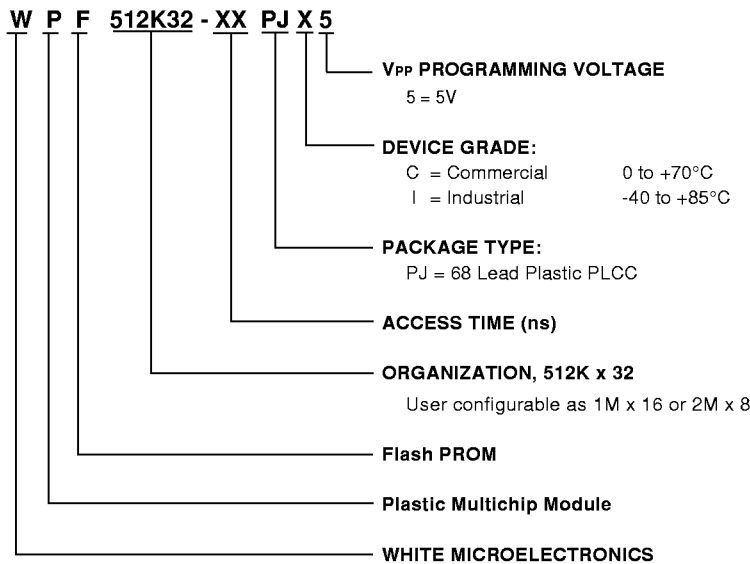 W P F 512K32 - XX PJ X 5
VPP PROGRAMMING VOLTAGE
5 = 5V
DEVICE GRADE:
C = Commercial 0 to +70°C
I = Industrial -40 to +85°C
PACKAGE TYPE:
PJ = 68 Lead Plastic PLCC
ACCESS TIME (ns)
ORGANIZATION, 512K x 32
User configurable as 1M x 16 or 2M x 8
Flash PROM
Plastic Multichip Module
WHITE MICROELECTRONICS